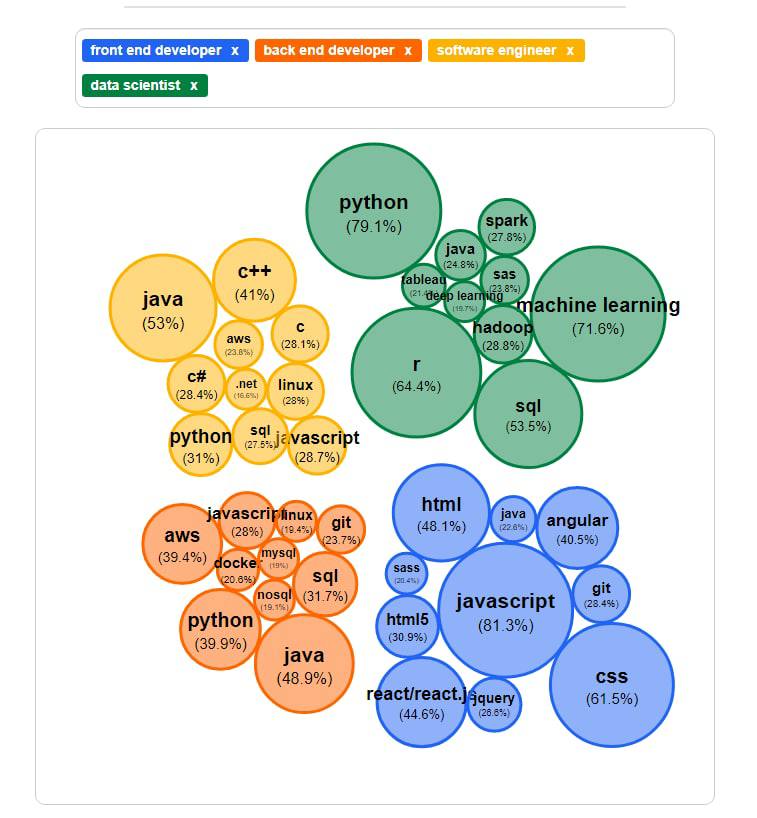 front end developer x
back end developer x
software engineer x
data scientist x
python
(79.1%)
spark
(27.8%)
java
(24.8%)
sas
(23.8%)
tableau
deep learning
(19.7%)
machine learning
(71.6%)
hadoop
(28.8%)
r
(64.4%)
sql
(53.5%)
c++
(41%)
java
(53%)
c
(28.1%)
aws
(23.8%)
c#
(28.4%)
.net
(16.6%)
linux
(28%)
python
(31%)
sql
(27.5%)
javascript
(28.7%)
javascript
(28%)
linux
(19.4%)
git
(23.7%)
aws
(39.4%)
mysql
(19%)
docker
(20.6%)
sql
(31.7%)
nosql
(19.1%)
python
(39.9%)
java
(48.9%)
html
(48.1%)
java
(22.6%)
angular
(40.5%)
sass
(20.4%)
javascript
(81.3%)
git
(28.4%)
html5
(30.9%)
css
(61.5%)
react/react.js
(44.6%)
jquery
(26.6%)